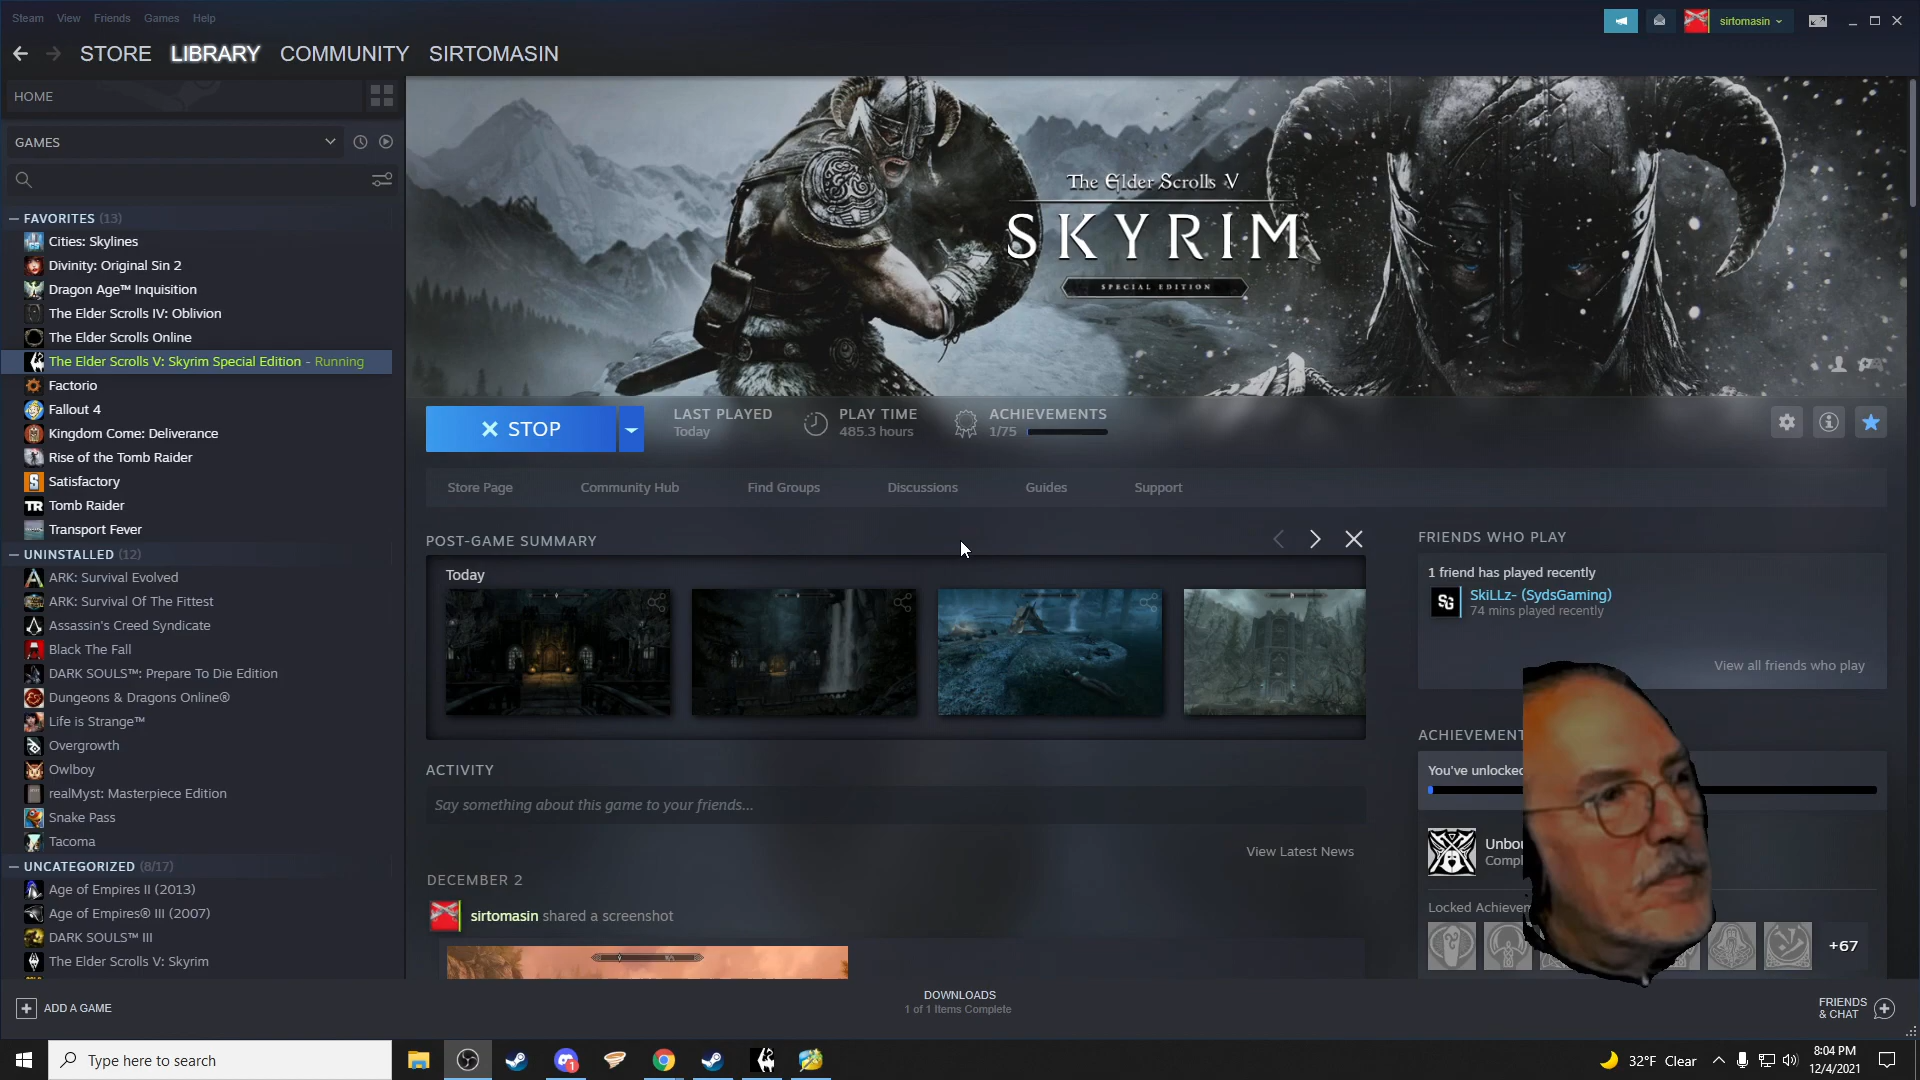 Steam View Friends Games Help
sirtomasin
STORE LIBRARY COMMUNITY SIRTOMASIN
HOME
GAMES
FAVORITES (13)
Cities: Skylines
Divinity: Original Sin 2
Dragon Age™ Inquisition
The Elder Scrolls IV: Oblivion
The Elder Scrolls Online
The Elder Scrolls V: Skyrim Special Edition - Running
Factorio
Fallout 4
Kingdom Come: Deliverance
Rise of the Tomb Raider
Satisfactory
TR Tomb Raider
Transport Fever
UNINSTALLED (12)
ARK: Survival Evolved
ARK: Survival Of The Fittest
Assassin's Creed Syndicate
Black The Fall
DARK SOULS™: Prepare To Die Edition
Dungeons & Dragons Online®
Life is Strange™
Overgrowth
Owlboy
realMyst: Masterpiece Edition
Snake Pass
Tacoma
UNCATEGORIZED (8/17)
Age of Empires II (2013)
Age of Empires® III (2007)
DARK SOULS™ III
The Elder Scrolls V: Skyrim
The Elder Scrolls V
SKYRIM
SPECIAL EDITION
STOP
LAST PLAYED
Today
PLAY TIME
485.3 hours
ACHIEVEMENTS
1/75
Store Page Community Hub Find Groups Discussions Guides Support
POST-GAME SUMMARY
Today
ACTIVITY
Say something about this game to your friends...
View Latest News
DECEMBER 2
sirtomasin shared a screenshot
FRIENDS WHO PLAY
1 friend has played recently
SG SkiLLz- (SydsGaming)
74 mins played recently
View all friends who play
ACHIEVEMENT
You've unlocked
Unbou
Compl
Locked Achievem
+67
ADD A GAME
DOWNLOADS
1 of 1 Items Complete
FRIENDS
& CHAT
Type here to search
1
32°F Clear
8:04 PM
12/4/2021